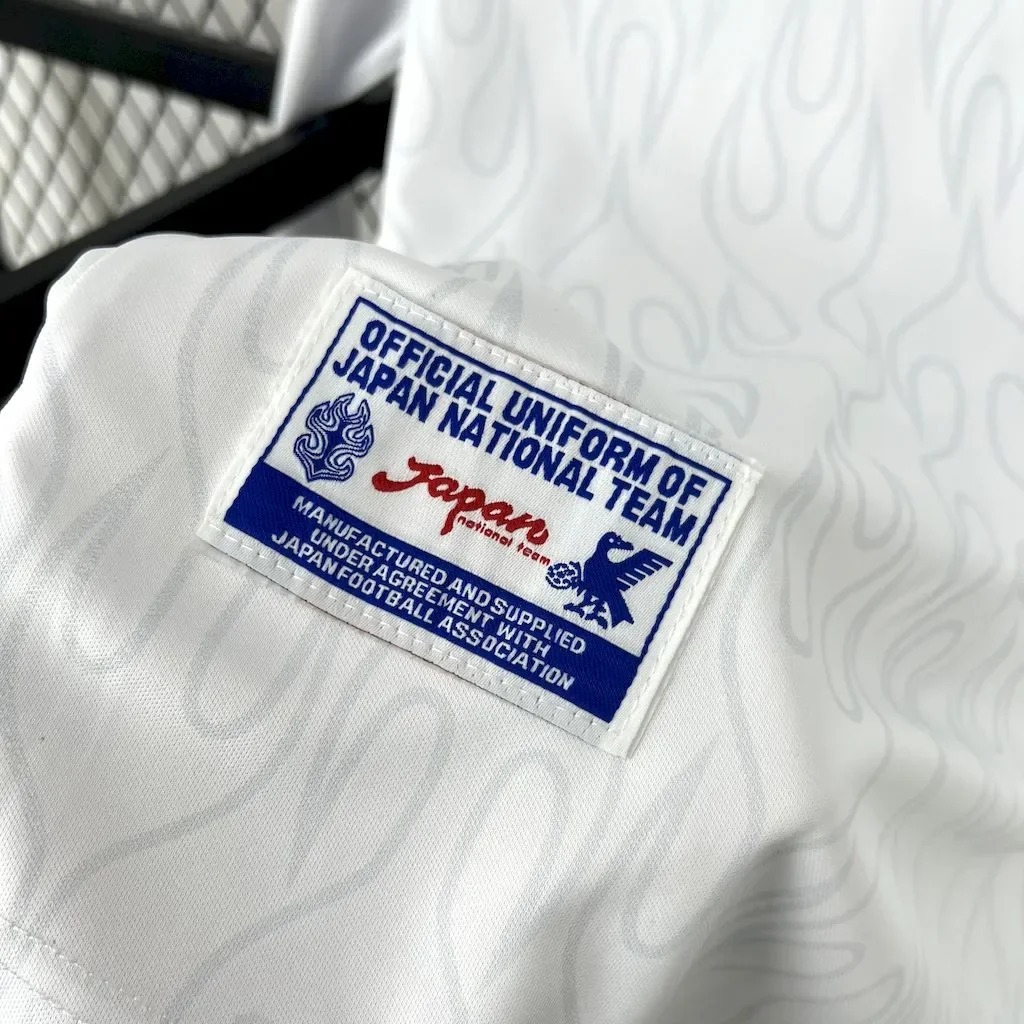 OFFICIAL UNIFORM OF
JAPAN NATIONAL TEAM
Japan
national team
MANUFACTURED AND SUPPLIED
UNDER AGREEMENT WITH
JAPAN FOOTBALL ASSOCIATION